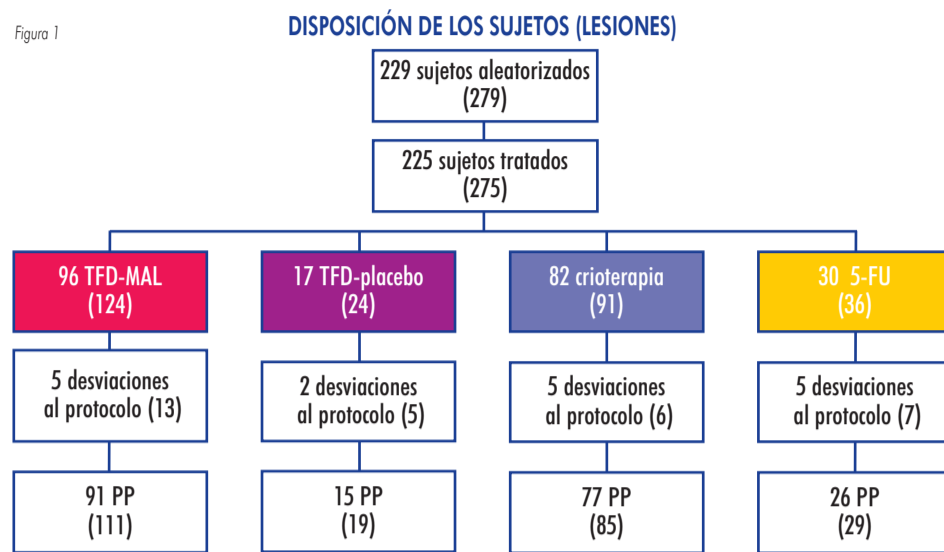 Figura 1
DISPOSICIÓN DE LOS SUJETOS (LESIONES)
229 sujetos aleatorizados
(279)
225 sujetos tratados
(275)
96 TFD-MAL
(124)
17 TFD-placebo
(24)
82 crioterapia
(91)
30 5-FU
(36)
5 desviaciones
al protocolo (13)
2 desviaciones
al protocolo (5)
5 desviaciones
al protocolo (6)
5 desviaciones
al protocolo (7)
91 PP
(111)
15 PP
(19)
77 PP
(85)
26 PP
(29)